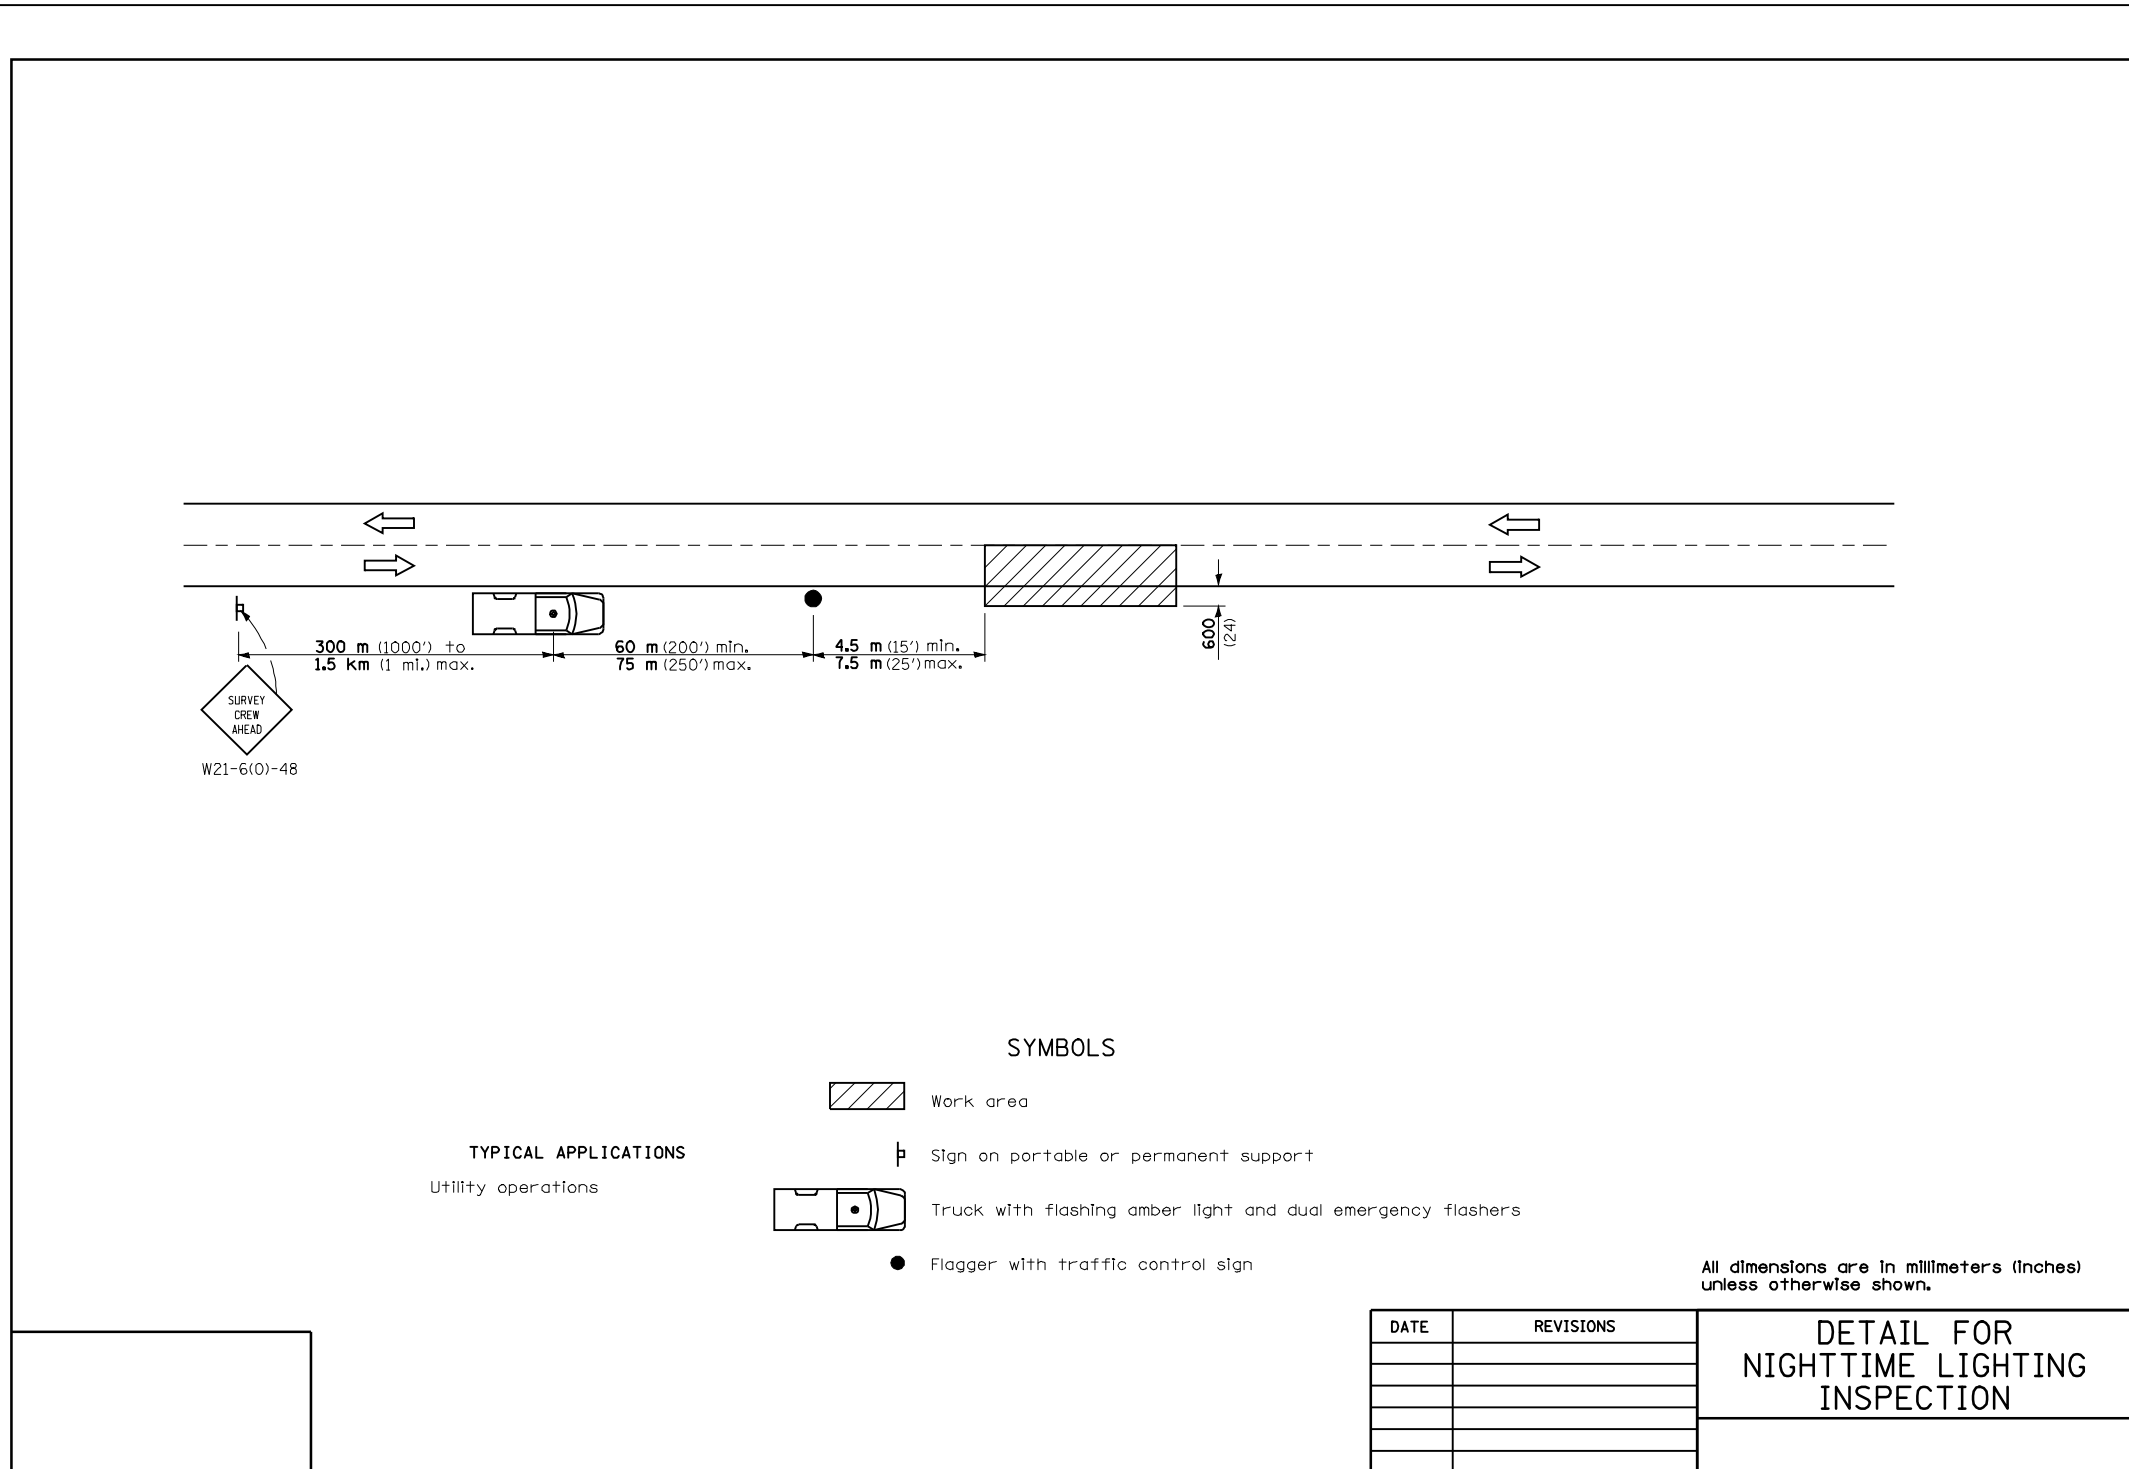 300 m (1000') to
1.5 km (1 mi.) max.
60 m (200') min.
75 m (250') max.
4.5 m (15') min.
7.5 m (25') max.
600
(24)
SURVEY
CREW
AHEAD
W21-6(O)-48
SYMBOLS
Work area
TYPICAL APPLICATIONS
Utility operations
Sign on portable or permanent support
Truck with flashing amber light and dual emergency flashers
Flagger with traffic control sign
All dimensions are in millimeters (inches)
unless otherwise shown.
DATE REVISIONS
DETAIL FOR
NIGHTTIME LIGHTING
INSPECTION